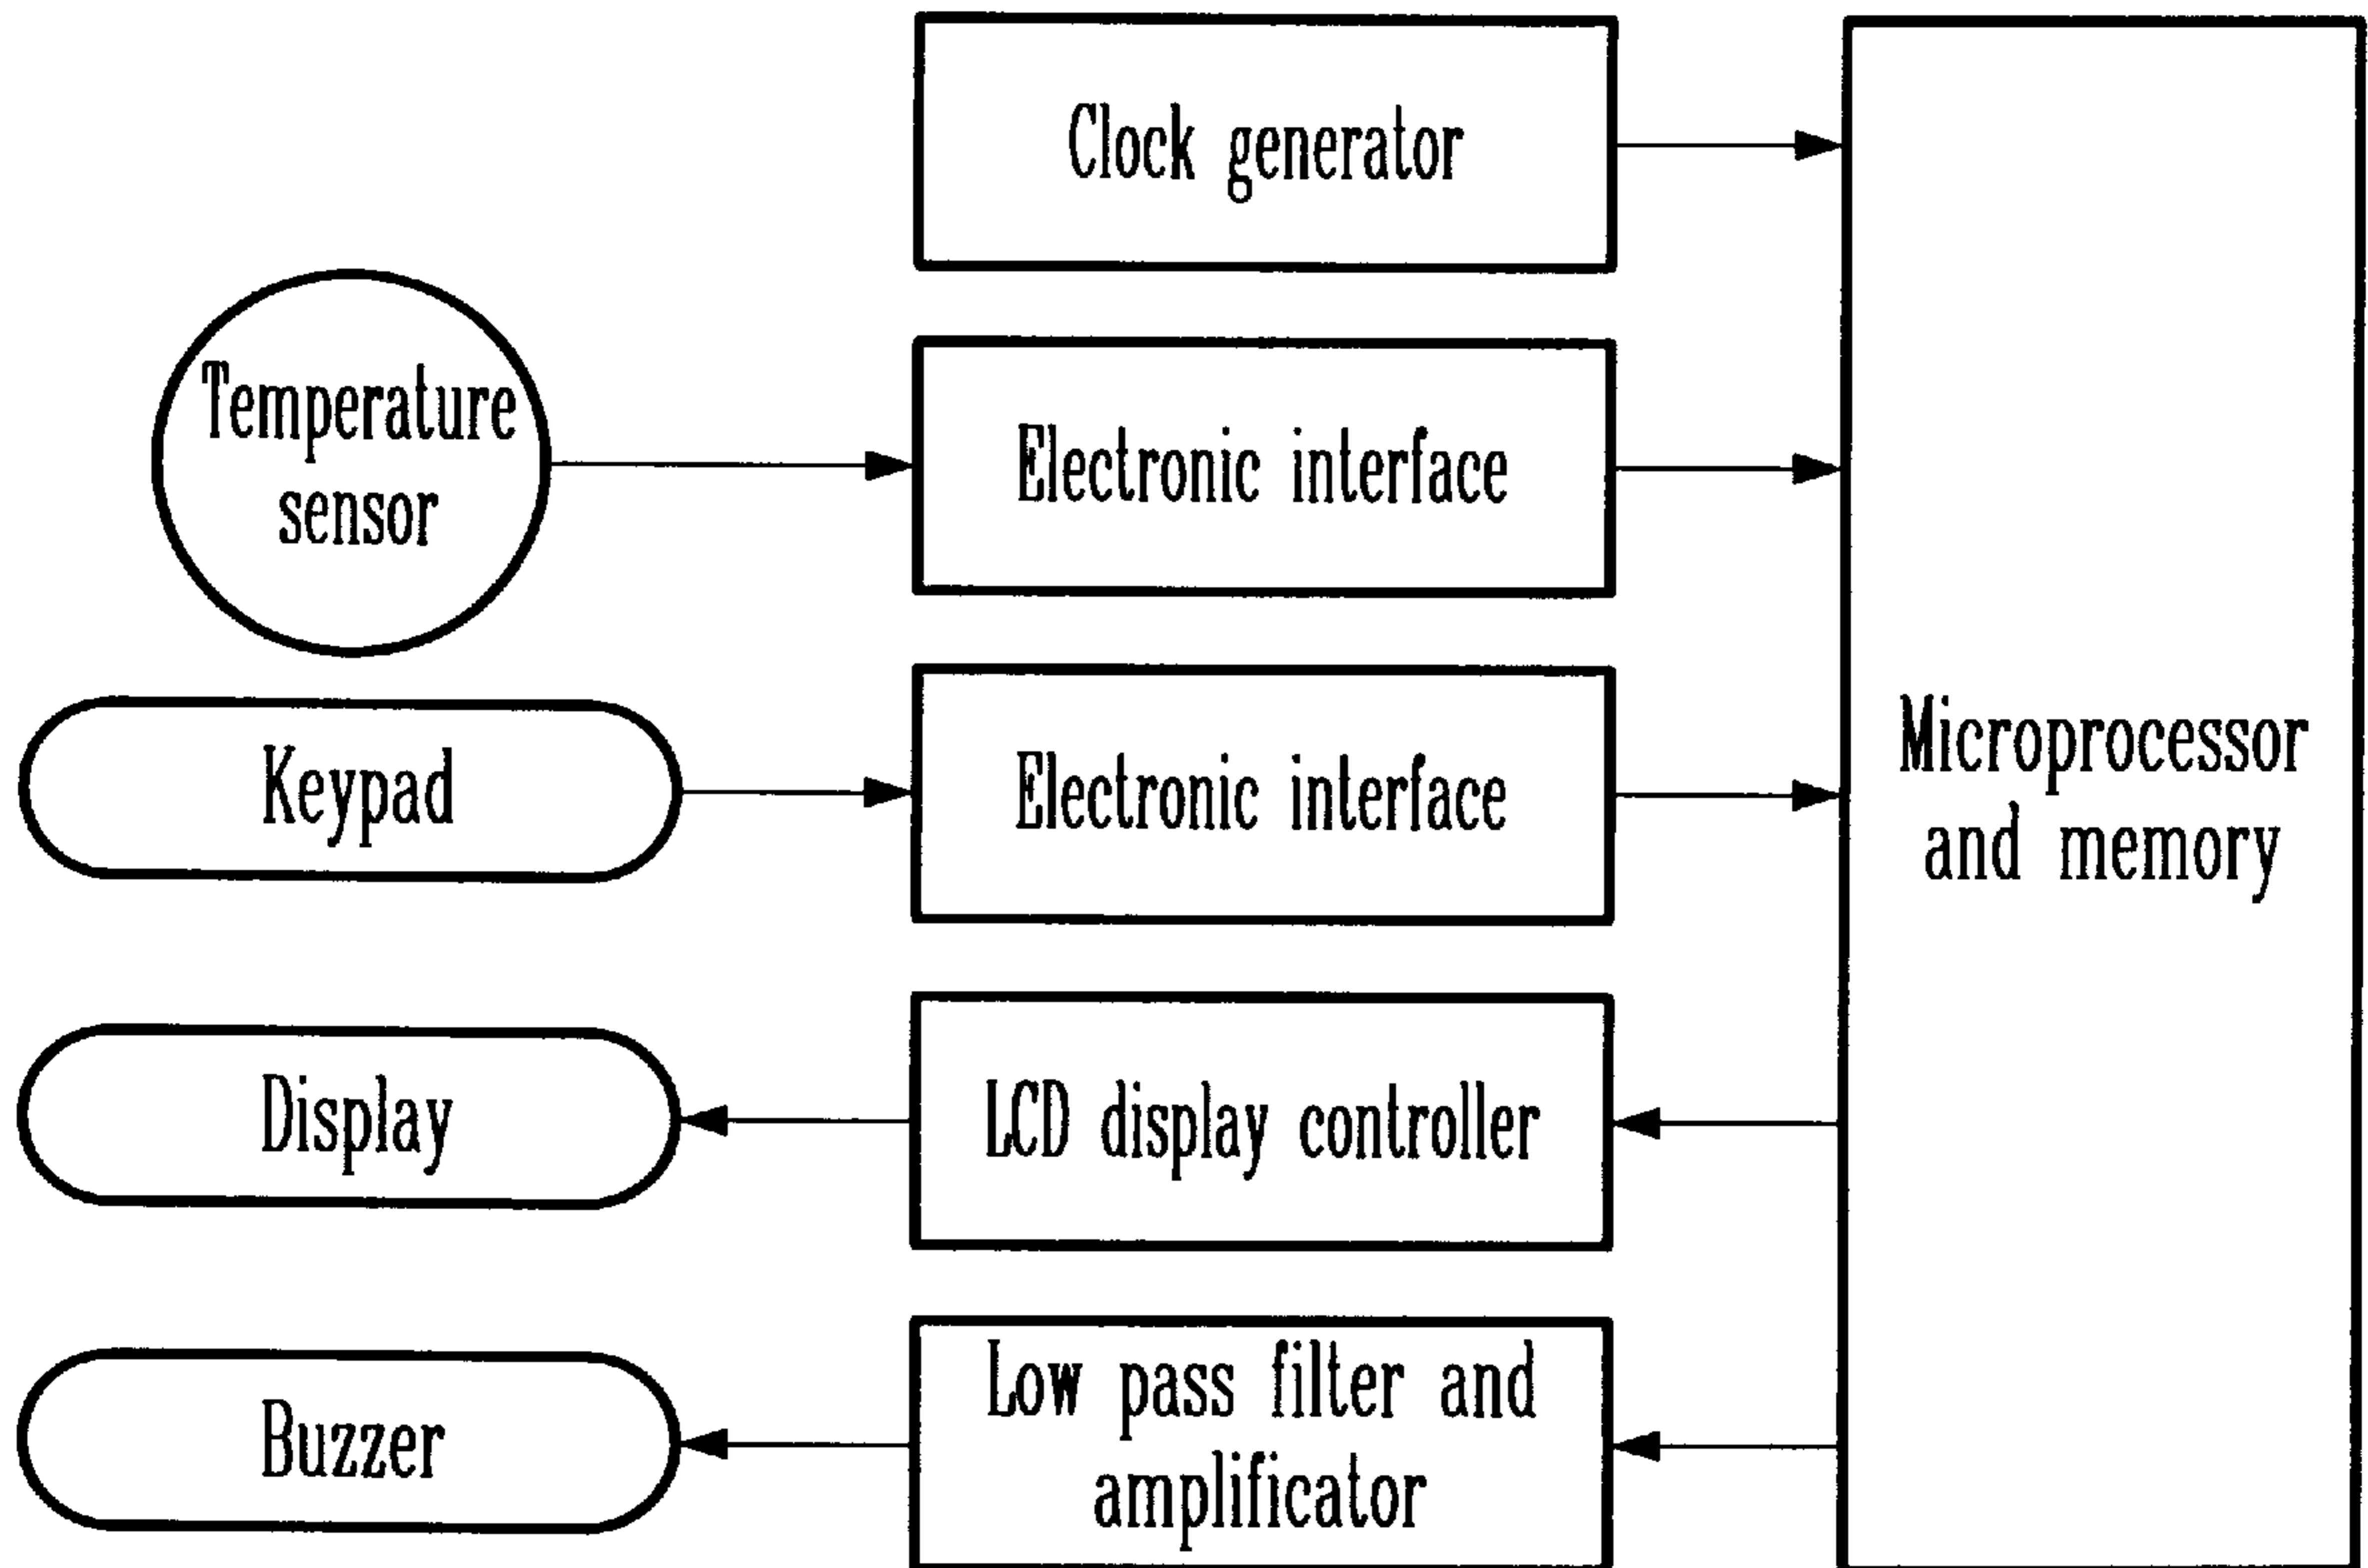 Clock generator
Temperature
sensor
Electronic interface
Keypad
Electronic interface
Microprocessor
and memory
Display
LCD display controller
Buzzer
Low pass filter and
amplificator